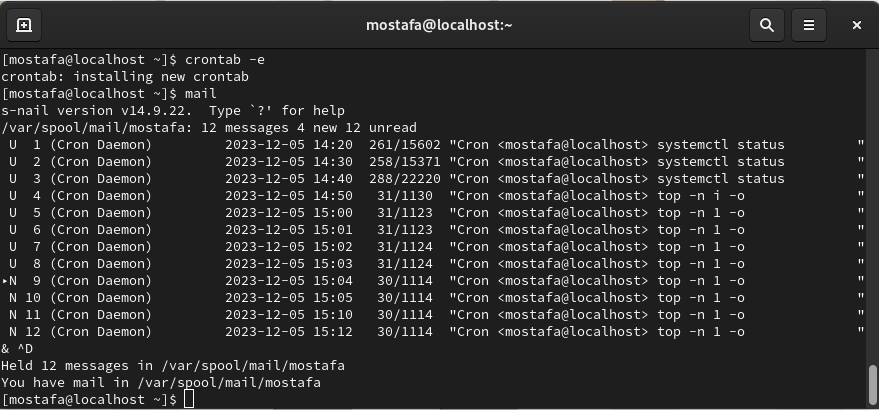 mostafa@localhost:~
[mostafa@localhost ~]$ crontab -e
crontab: installing new crontab
[mostafa@localhost ~]$ mail
s-nail version v14.9.22.  Type `?' for help
/var/spool/mail/mostafa: 12 messages 4 new 12 unread
 U  1 (Cron Daemon)         2023-12-05 14:20  261/15602 "Cron <mostafa@localhost> systemctl status         "
 U  2 (Cron Daemon)         2023-12-05 14:30  258/15371 "Cron <mostafa@localhost> systemctl status         "
 U  3 (Cron Daemon)         2023-12-05 14:40  288/22220 "Cron <mostafa@localhost> systemctl status         "
 U  4 (Cron Daemon)         2023-12-05 14:50   31/1130  "Cron <mostafa@localhost> top -n i -o              "
 U  5 (Cron Daemon)         2023-12-05 15:00   31/1123  "Cron <mostafa@localhost> top -n 1 -o              "
 U  6 (Cron Daemon)         2023-12-05 15:01   31/1123  "Cron <mostafa@localhost> top -n 1 -o              "
 U  7 (Cron Daemon)         2023-12-05 15:02   31/1124  "Cron <mostafa@localhost> top -n 1 -o              "
 U  8 (Cron Daemon)         2023-12-05 15:03   31/1124  "Cron <mostafa@localhost> top -n 1 -o              "
▸N  9 (Cron Daemon)         2023-12-05 15:04   30/1114  "Cron <mostafa@localhost> top -n 1 -o              "
 N 10 (Cron Daemon)         2023-12-05 15:05   30/1114  "Cron <mostafa@localhost> top -n 1 -o              "
 N 11 (Cron Daemon)         2023-12-05 15:10   30/1114  "Cron <mostafa@localhost> top -n 1 -o              "
 N 12 (Cron Daemon)         2023-12-05 15:12   30/1114  "Cron <mostafa@localhost> top -n 1 -o              "
& ^D
Held 12 messages in /var/spool/mail/mostafa
You have mail in /var/spool/mail/mostafa
[mostafa@localhost ~]$